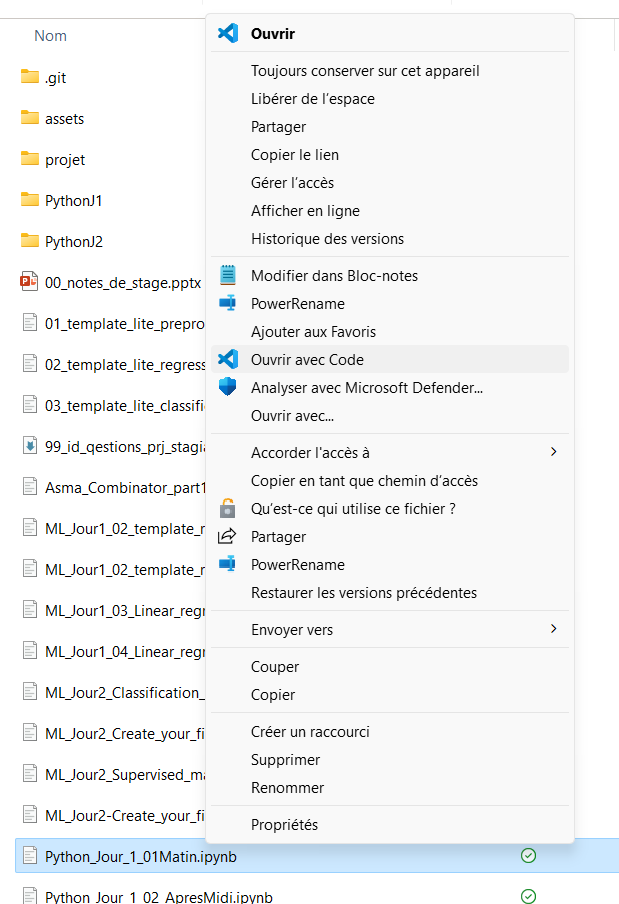 Nom
.git
assets
projet
PythonJ1
PythonJ2
00_notes_de_stage.pptx
01_template_lite_prepro
02_template_lite_regress
03_template_lite_classifi
99_id_qestions_prj_stagia
Asma_Combinator_part1
ML_Jour1_02_template_r
ML_Jour1_02_template_r
ML_Jour1_03_Linear_regr
ML_Jour1_04_Linear_regr
ML_Jour2_Classification_
ML_Jour2_Create_your_fi
ML_Jour2_Supervised_ma
ML_Jour2-Create_your_fi
Python_Jour_1_01Matin.ipynb
Python_Jour_1_02_ApresMidi.ipynb
Ouvrir
Toujours conserver sur cet appareil
Libérer de l’espace
Partager
Copier le lien
Gérer l’accès
Afficher en ligne
Historique des versions
Modifier dans Bloc-notes
PowerRename
Ajouter aux Favoris
Ouvrir avec Code
Analyser avec Microsoft Defender...
Ouvrir avec...
Accorder l'accès à
Copier en tant que chemin d’accès
Qu’est-ce qui utilise ce fichier ?
Partager
PowerRename
Restaurer les versions précédentes
Envoyer vers
Couper
Copier
Créer un raccourci
Supprimer
Renommer
Propriétés